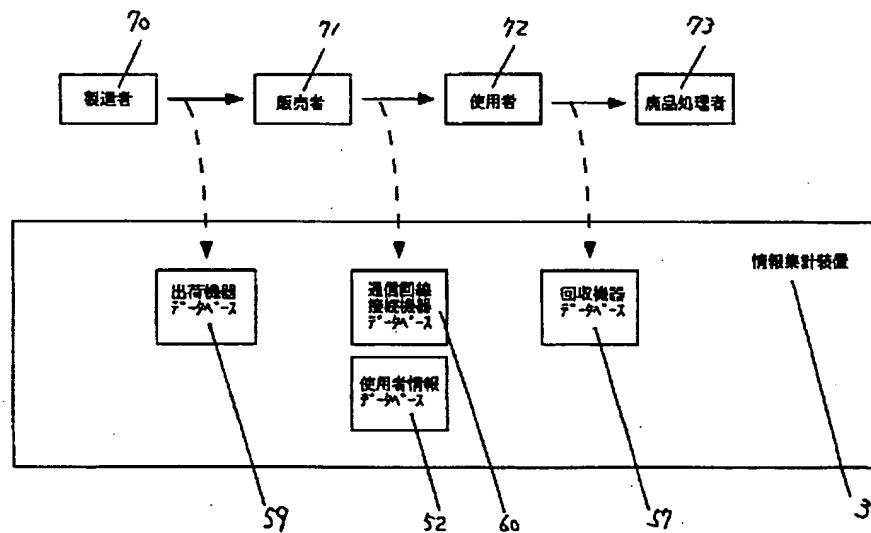 70
71
72
73
製造者
販売者
使用者
廃品処理者
情報集計装置
出荷機器
データベース
通信回線
接続機器
データベース
回収機器
データベース
使用者情報
データベース
59
52
60
57
3